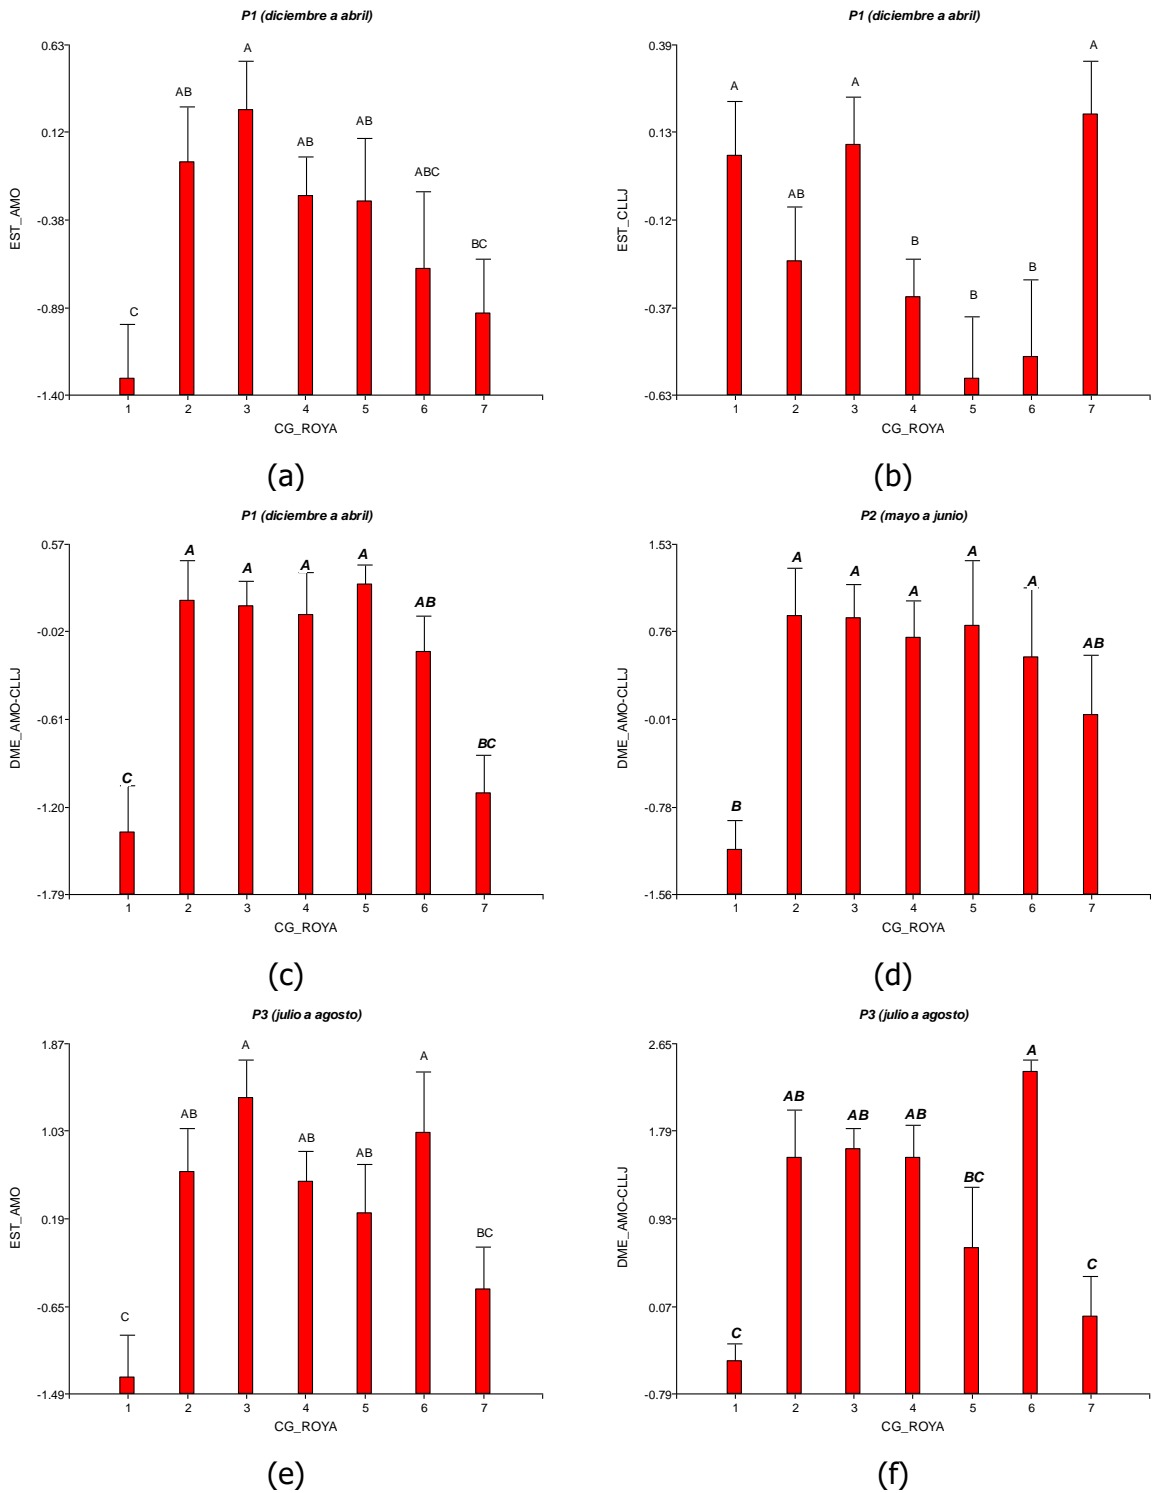 P1 (diciembre a abril)
0.63
0.12
-0.38
-0.89
-1.40
EST_AMO
C
AB
A
AB
AB
ABC
BC
1 2 3 4 5 6 7
CG_ROYA
(a)
P1 (diciembre a abril)
0.39
0.13
-0.12
-0.37
-0.63
EST_CLLJ
A
AB
A
B
B
B
A
1 2 3 4 5 6 7
CG_ROYA
(b)
P1 (diciembre a abril)
0.57
-0.02
-0.61
-1.20
-1.79
DME_AMO-CLLJ
C
A
A
A
A
AB
BC
1 2 3 4 5 6 7
CG_ROYA
(c)
P2 (mayo a junio)
1.53
0.76
-0.01
-0.78
-1.56
DME_AMO-CLLJ
B
A
A
A
A
A
AB
1 2 3 4 5 6 7
CG_ROYA
(d)
P3 (julio a agosto)
1.87
1.03
0.19
-0.65
-1.49
EST_AMO
C
AB
A
AB
AB
A
BC
1 2 3 4 5 6 7
CG_ROYA
(e)
P3 (julio a agosto)
2.65
1.79
0.93
0.07
-0.79
DME_AMO-CLLJ
C
AB
AB
AB
BC
A
C
1 2 3 4 5 6 7
CG_ROYA
(f)